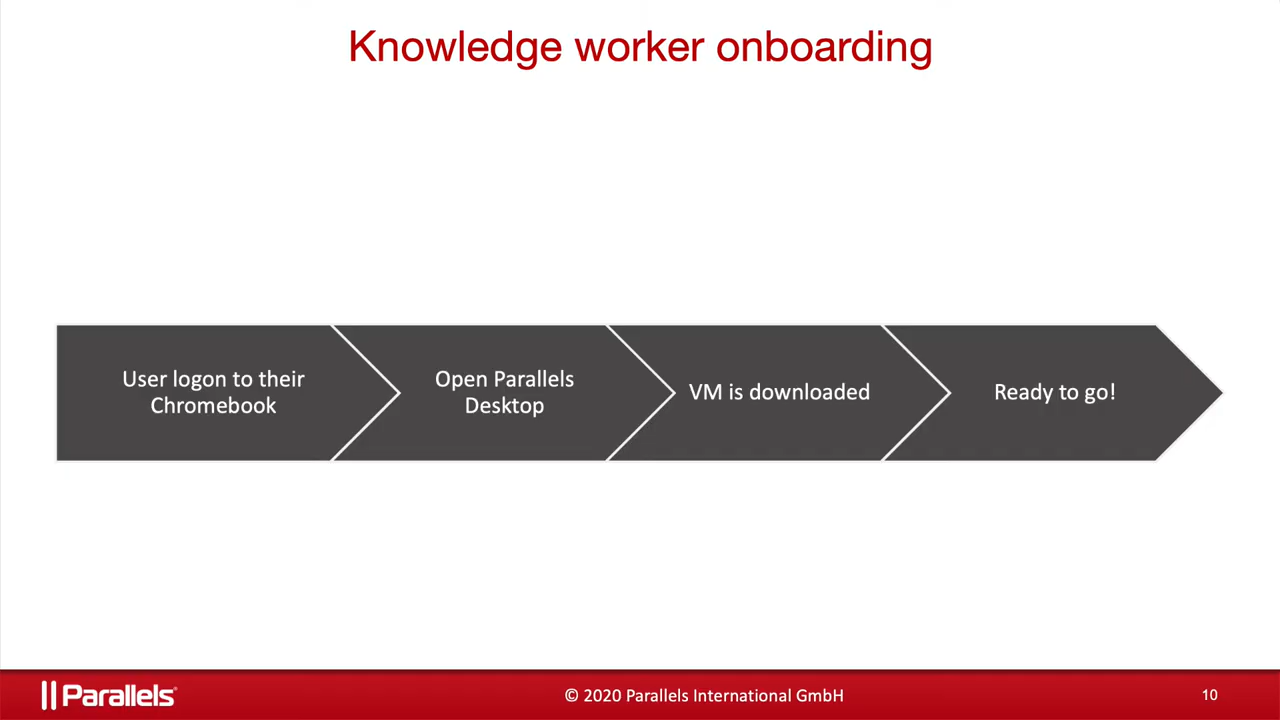 Knowledge worker onboarding
User logon to their
Chromebook
Open Parallels
Desktop
VM is downloaded
Ready to go!
Parallels®
© 2020 Parallels International GmbH
10